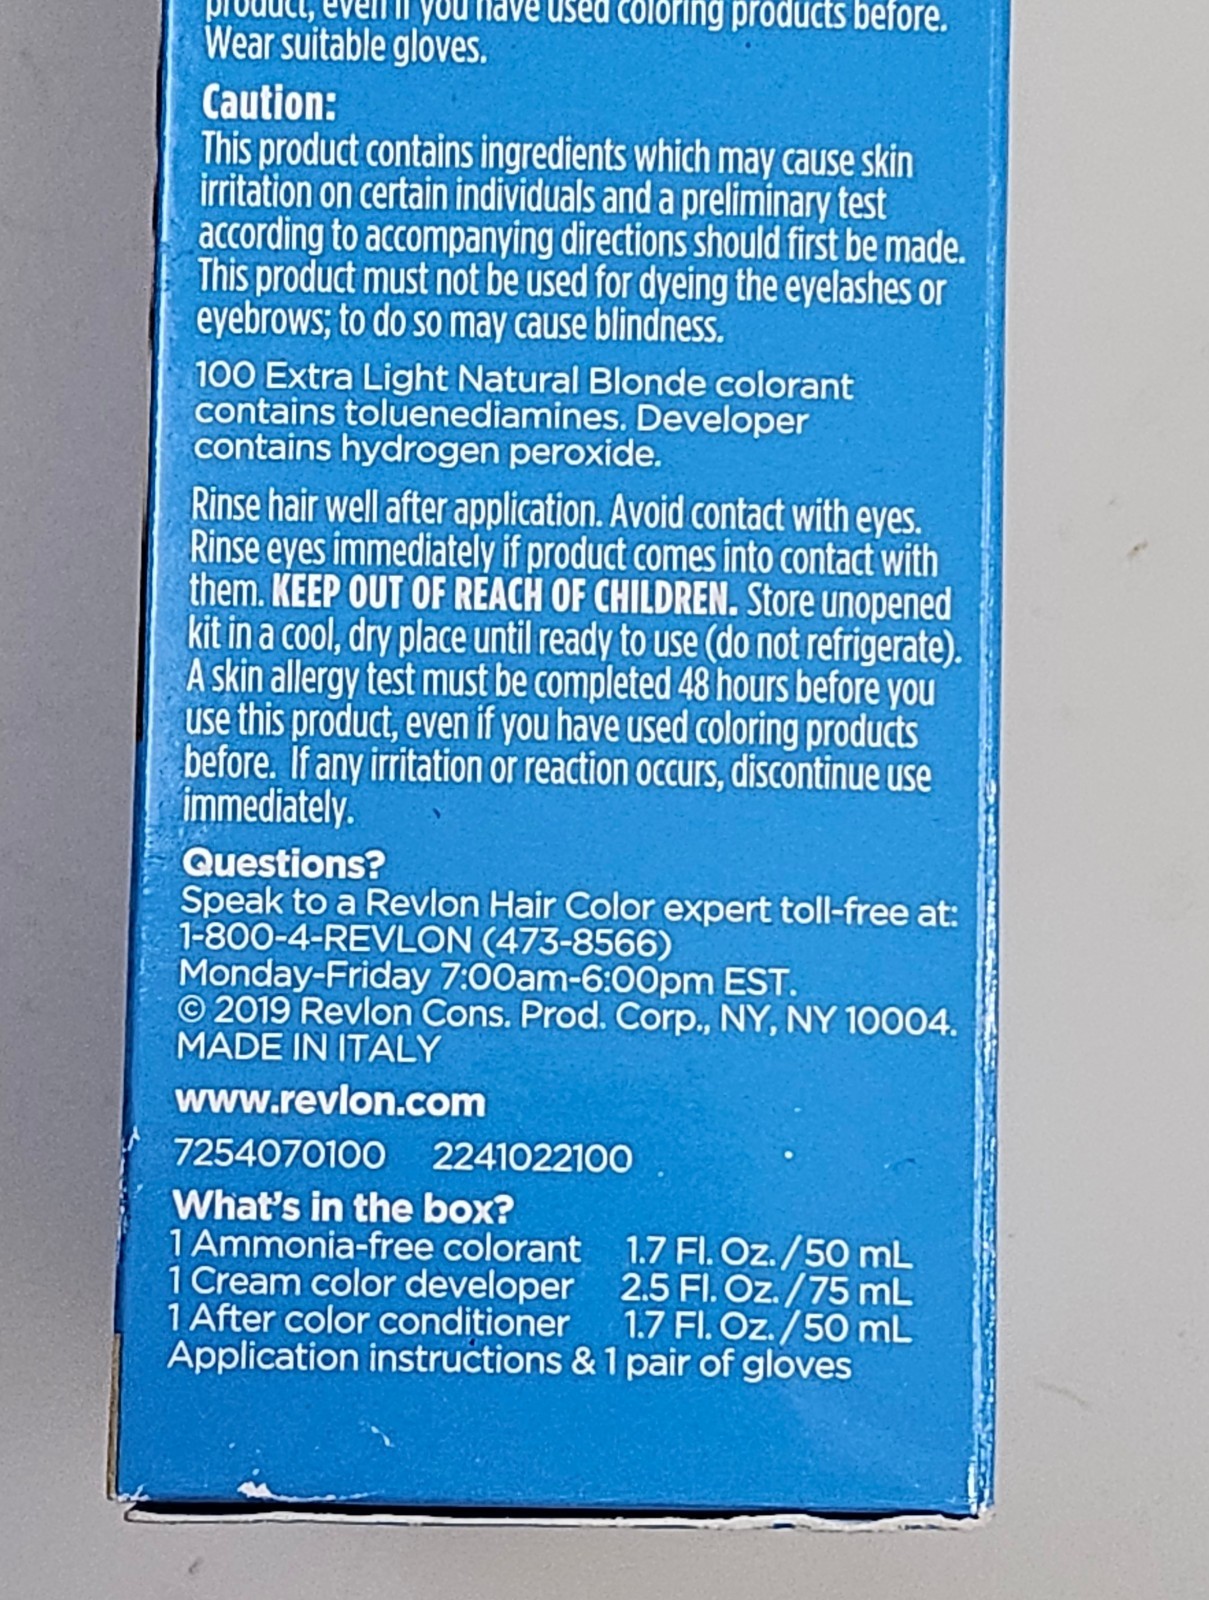 product, even if you have used coloring products before.
Wear suitable gloves.
Caution:
This product contains ingredients which may cause skin
irritation on certain individuals and a preliminary test
according to accompanying directions should first be made.
This product must not be used for dyeing the eyelashes or
eyebrows; to do so may cause blindness.
100 Extra Light Natural Blonde colorant
contains toluenediamines. Developer
contains hydrogen peroxide.
Rinse hair well after application. Avoid contact with eyes.
Rinse eyes immediately if product comes into contact with
them. KEEP OUT OF REACH OF CHILDREN. Store unopened
kit in a cool, dry place until ready to use (do not refrigerate).
A skin allergy test must be completed 48 hours before you
use this product, even if you have used coloring products
before. If any irritation or reaction occurs, discontinue use
immediately.
Questions?
Speak to a Revlon Hair Color expert toll-free at:
1-800-4-REVLON (473-8566)
Monday-Friday 7:00am-6:00pm EST.
© 2019 Revlon Cons. Prod. Corp., NY, NY 10004.
MADE IN ITALY
www.revlon.com
7254070100 2241022100
What's in the box?
1 Ammonia-free colorant 1.7 Fl. Oz./50 mL
1 Cream color developer 2.5 Fl. Oz./75 mL
1 After color conditioner 1.7 Fl. Oz./50 mL
Application instructions & 1 pair of gloves